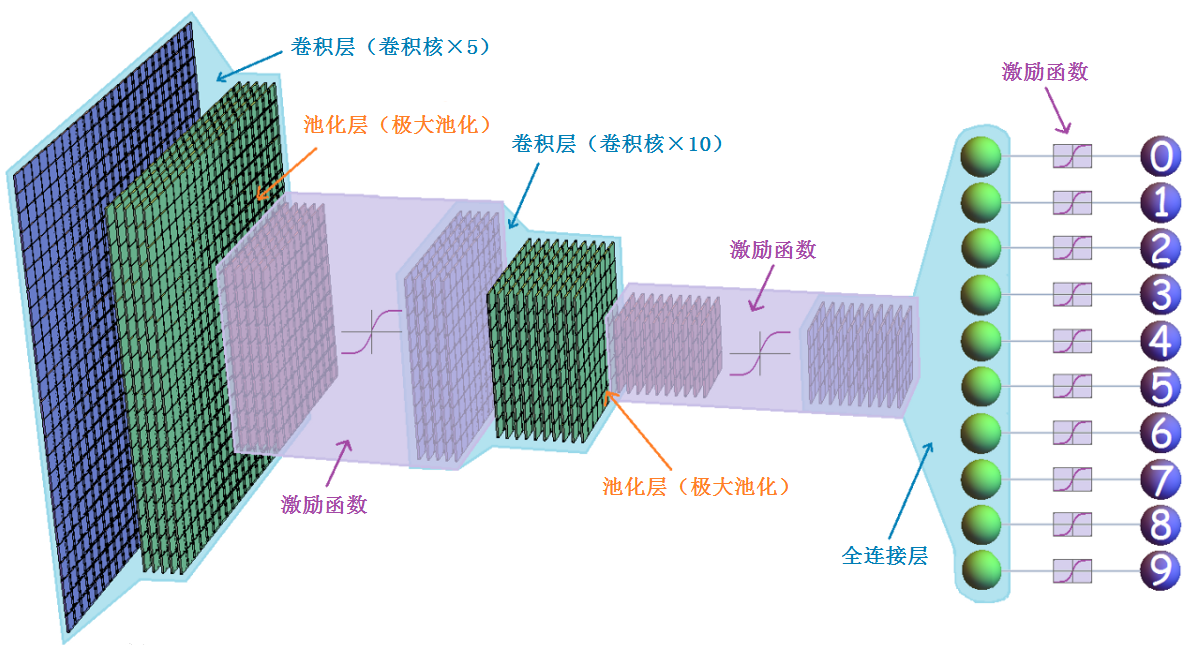 卷积层（卷积核×5）
池化层（极大池化）
卷积层（卷积核×10）
激励函数
激励函数
激励函数
池化层（极大池化）
全连接层
0
1
2
3
4
5
6
7
8
9